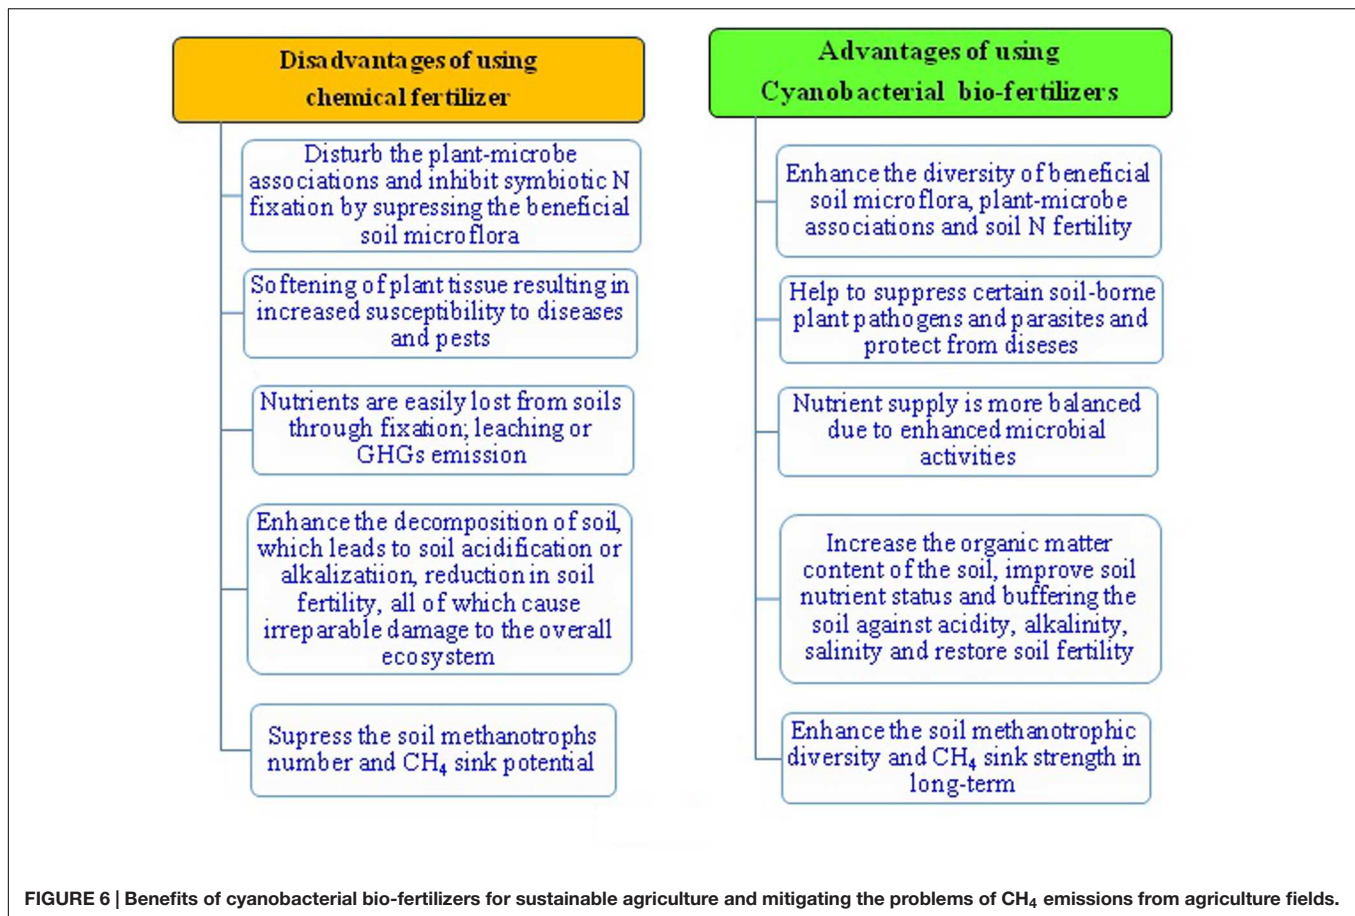 Disadvantages of using
chemical fertilizer
Disturb the plant-microbe
associations and inhibit symbiotic N
fixation by supressing the beneficial
soil microflora
Softening of plant tissue resulting in
increased susceptibility to diseases
and pests
Nutrients are easily lost from soils
through fixation; leaching or
GHGs emission
Enhance the decomposition of soil,
which leads to soil acidification or
alkalizatiion, reduction in soil
fertility, all of which cause
irreparable damage to the overall
ecosystem
Supress the soil methanotrophs
number and CH₄ sink potential
Advantages of using
Cyanobacterial bio-fertilizers
Enhance the diversity of beneficial
soil microflora, plant-microbe
associations and soil N fertility
Help to suppress certain soil-borne
plant pathogens and parasites and
protect from diseses
Nutrient supply is more balanced
due to enhanced microbial
activities
Increase the organic matter
content of the soil, improve soil
nutrient status and buffering the
soil against acidity, alkalinity,
salinity and restore soil fertility
Enhance the soil methanotrophic
diversity and CH₄ sink strength in
long-term
FIGURE 6 | Benefits of cyanobacterial bio-fertilizers for sustainable agriculture and mitigating the problems of CH₄ emissions from agriculture fields.